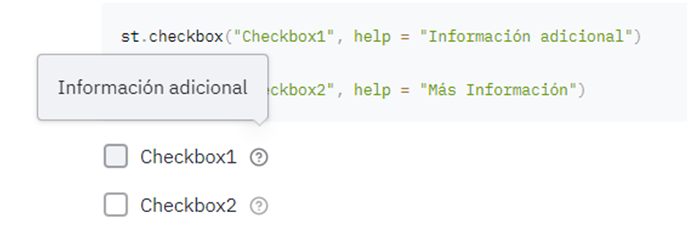 st.checkbox("Checkbox1", help = "Información adicional")
Información adicional
ckbox2", help = "Más Información")
Checkbox1
Checkbox2